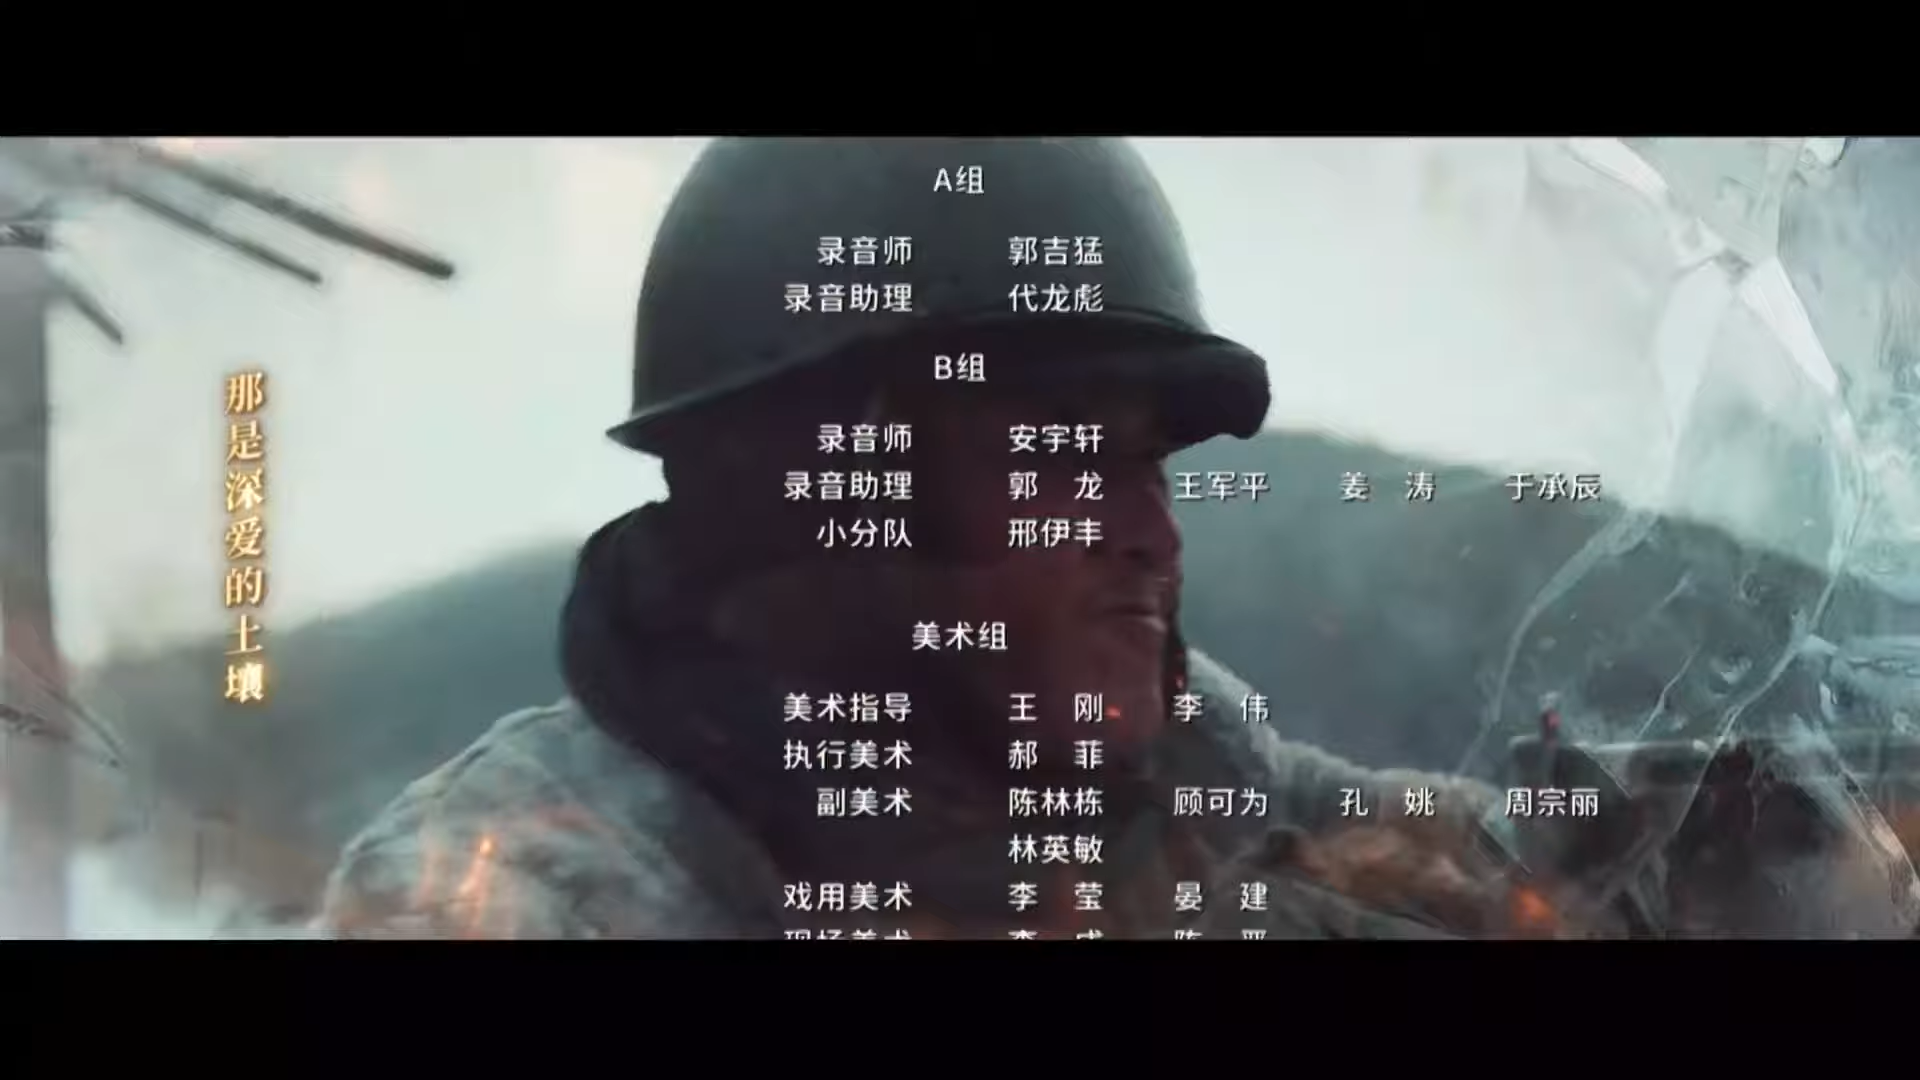 A组
录音师 郭吉猛
录音助理 代龙彪
B组
录音师 安宇轩
录音助理 郭 龙 王军平 姜 涛 于承辰
小分队 邢伊丰
美术组
美术指导 王 刚 李 伟
执行美术 郝 菲
副美术 陈林栋 顾可为 孔 姚 周宗丽
林英敏
戏用美术 李 莹 晏 建
那是深爱的土壤